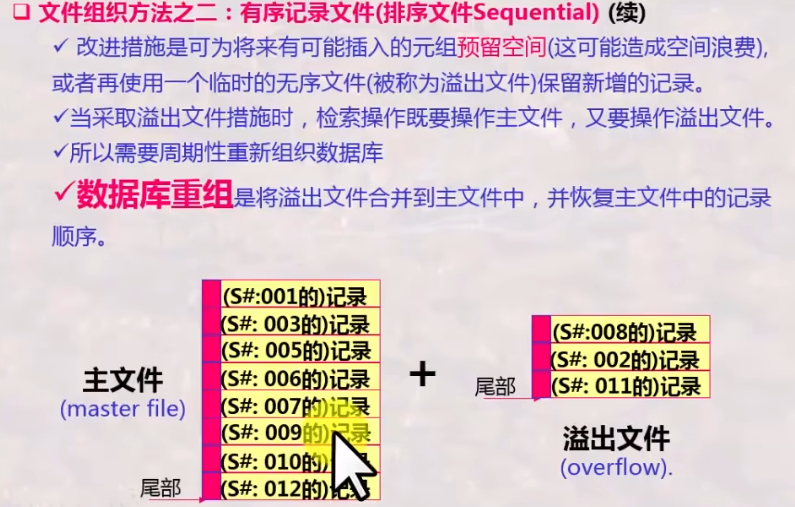 ❑ 文件组织方法之二：有序记录文件(排序文件Sequential) (续)
✓ 改进措施是可为将来有可能插入的元组预留空间(这可能造成空间浪费),
或者再使用一个临时的无序文件(被称为溢出文件)保留新增的记录。
✓当采取溢出文件措施时，检索操作既要操作主文件，又要操作溢出文件。
✓所以需要周期性重新组织数据库
✓数据库重组是将溢出文件合并到主文件中，并恢复主文件中的记录
顺序。
(S#:001的)记录
(S#: 003的)记录
(S#: 005的)记录
(S#: 006的)记录
(S#: 007的)记录
(S#: 009的)记录
(S#: 010的)记录
(S#: 012的)记录
主文件
(master file)
尾部
+
(S#:008的)记录
(S#: 002的)记录
(S#: 011的)记录
尾部
溢出文件
(overflow).